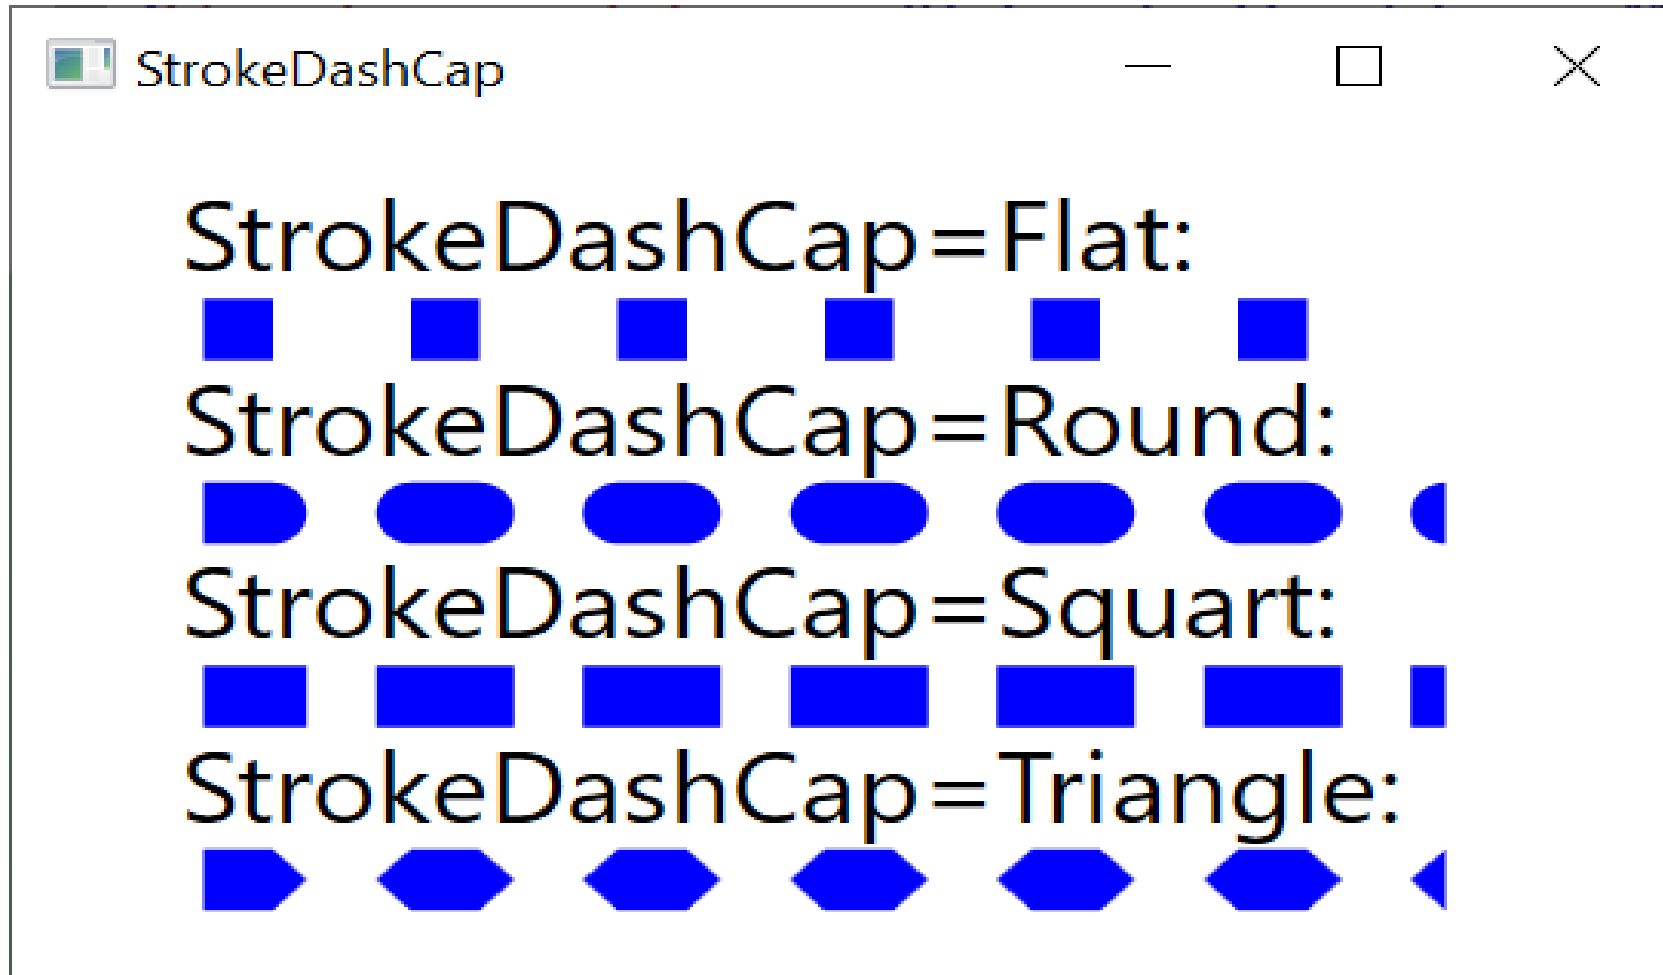 StrokeDashCap
StrokeDashCap=Flat:
StrokeDashCap=Round:
StrokeDashCap=Squart:
StrokeDashCap=Triangle: